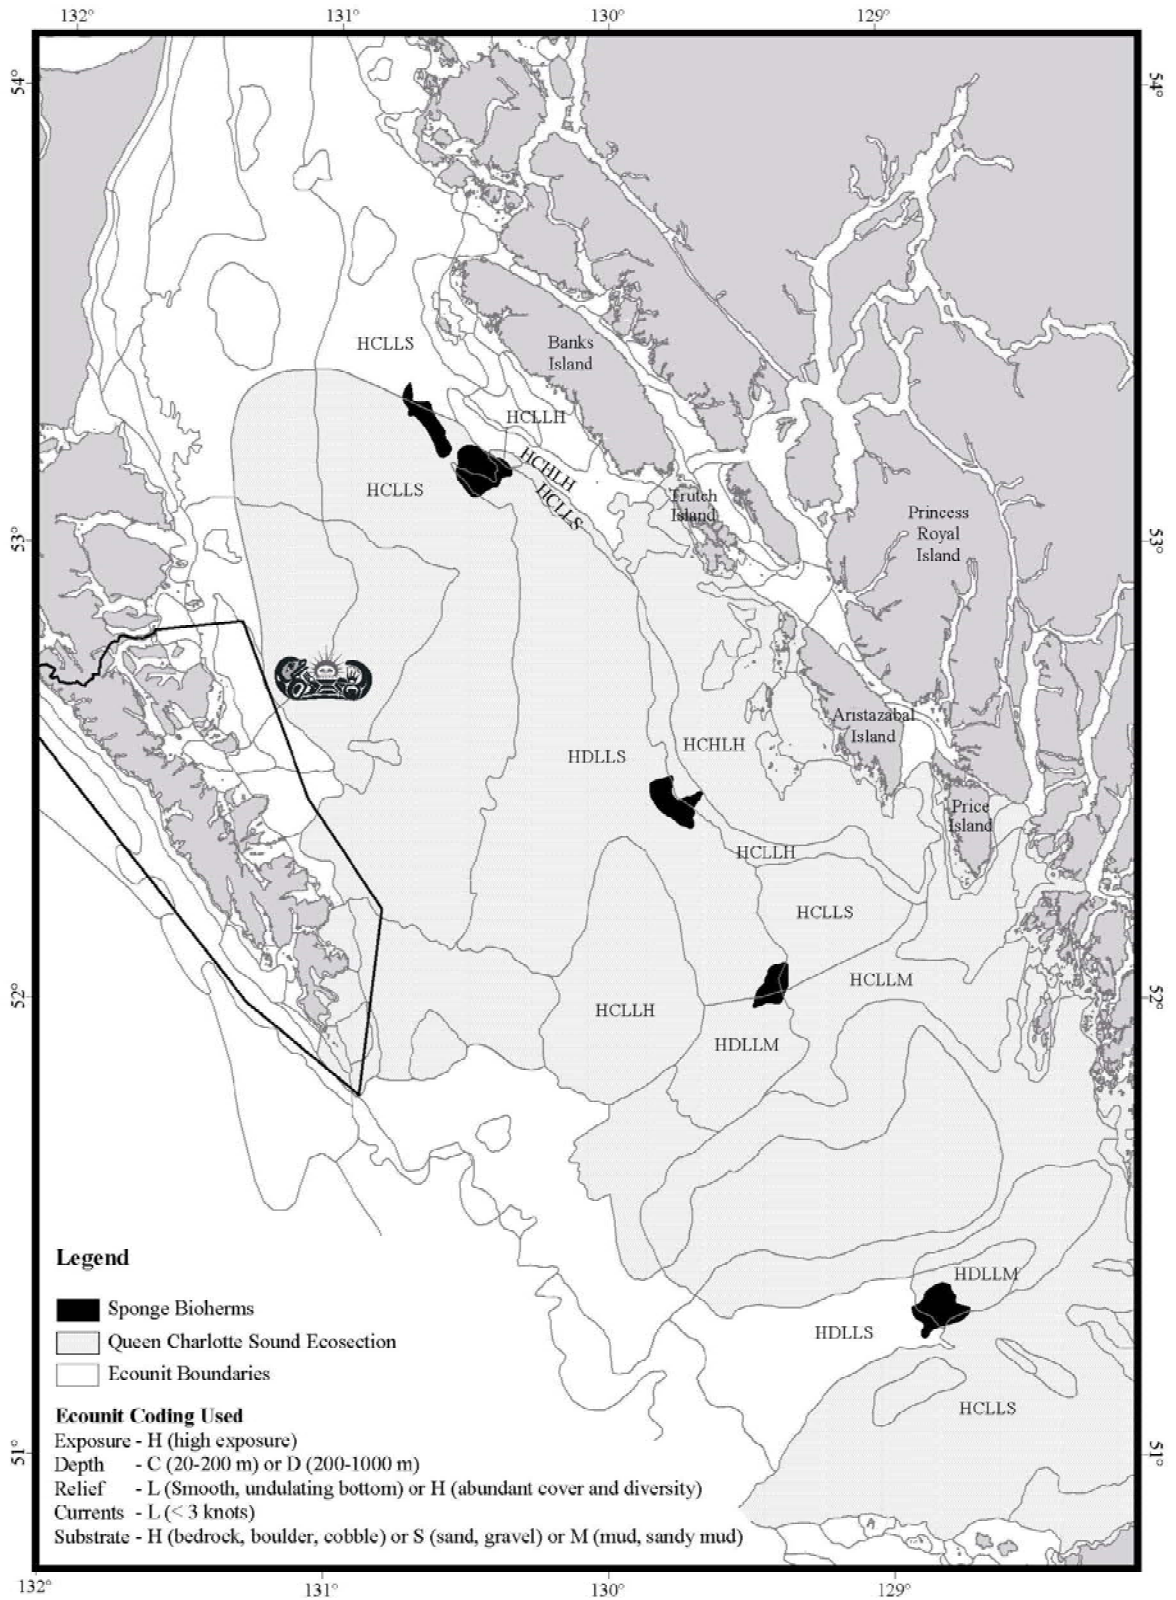 132° 131° 130° 129°
54° 54°
Banks
Island
HCLLS
HCLLH
HCHLH
HCLLS
HCLLS
Trutch
Island
Princess
Royal
Island
53° 53°
Aristazabal
Island
HDLLS
HCHLH
Price
Island
HCLLH
HCLLS
HCLLM
52° 52°
HCLLH
HDLLM
HDLLM
HDLLS
HCLLS
51° 51°
Legend
Sponge Bioherms
Queen Charlotte Sound Ecosection
Ecounit Boundaries
Ecounit Coding Used
Exposure - H (high exposure)
Depth - C (20-200 m) or D (200-1000 m)
Relief - L (Smooth, undulating bottom) or H (abundant cover and diversity)
Currents - L (< 3 knots)
Substrate - H (bedrock, boulder, cobble) or S (sand, gravel) or M (mud, sandy mud)
132° 131° 130° 129°